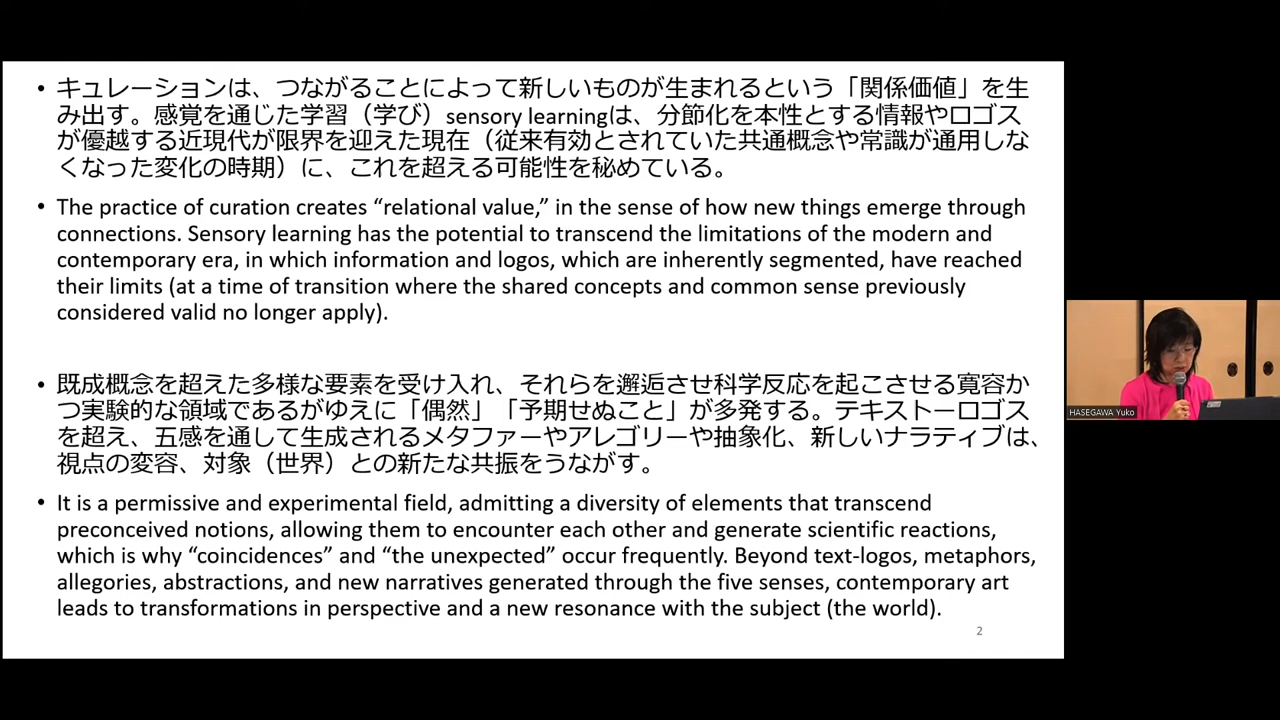 • キュレーションは、つながることによって新しいものが生まれるという「関係価値」を生
み出す。感覚を通じた学習（学び）sensory learningは、分節化を本性とする情報やロゴス
が優越する近現代が限界を迎えた現在（従来有効とされていた共通概念や常識が通用しな
くなった変化の時期）に、これを超える可能性を秘めている。
• The practice of curation creates “relational value,” in the sense of how new things emerge through
connections. Sensory learning has the potential to transcend the limitations of the modern and
contemporary era, in which information and logos, which are inherently segmented, have reached
their limits (at a time of transition where the shared concepts and common sense previously
considered valid no longer apply).
• 既成概念を超えた多様な要素を受け入れ、それらを邂逅させ科学反応を起こさせる寛容か
つ実験的な領域であるがゆえに「偶然」「予期せぬこと」が多発する。テキストーロゴス
を超え、五感を通して生成されるメタファーやアレゴリーや抽象化、新しいナラティブは、
視点の変容、対象（世界）との新たな共振をうながす。
• It is a permissive and experimental field, admitting a diversity of elements that transcend
preconceived notions, allowing them to encounter each other and generate scientific reactions,
which is why “coincidences” and “the unexpected” occur frequently. Beyond text-logos, metaphors,
allegories, abstractions, and new narratives generated through the five senses, contemporary art
leads to transformations in perspective and a new resonance with the subject (the world).
2
HASEGAWA Yuko